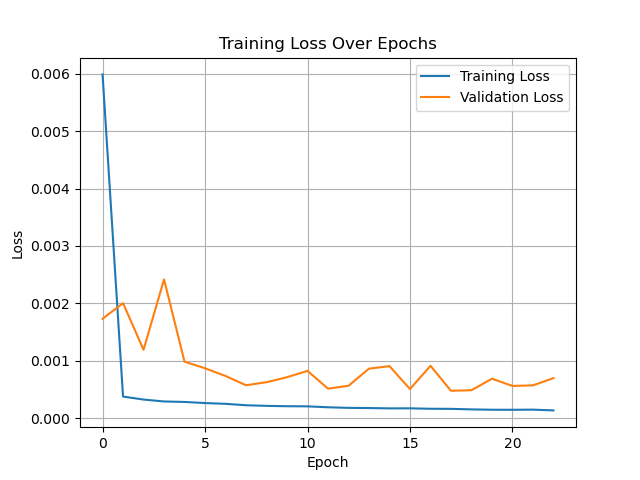 Training Loss Over Epochs
Training Loss
Validation Loss
0.006
0.005
0.004
0.003
0.002
0.001
0.000
Loss
0 5 10 15 20
Epoch